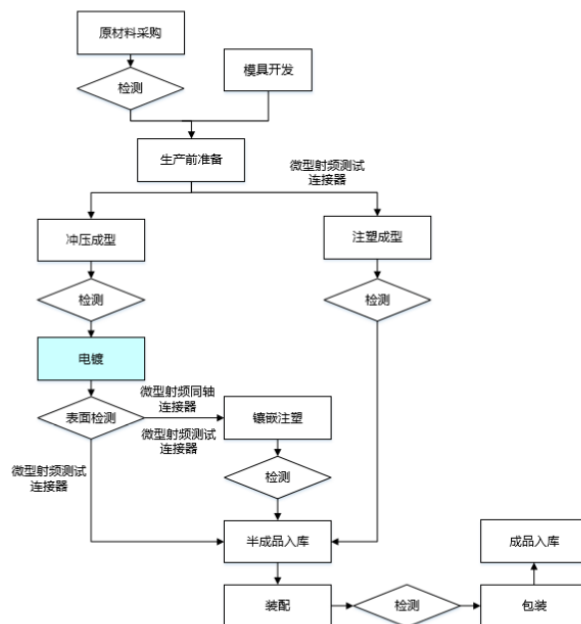 原材料采购
检测
模具开发
生产前准备
微型射频测试
连接器
冲压成型
注塑成型
检测
检测
电镀
表面检测
微型射频同轴
连接器
微型射频测试
连接器
镶嵌注塑
微型射频测试
连接器
检测
半成品入库
成品入库
装配
检测
包装